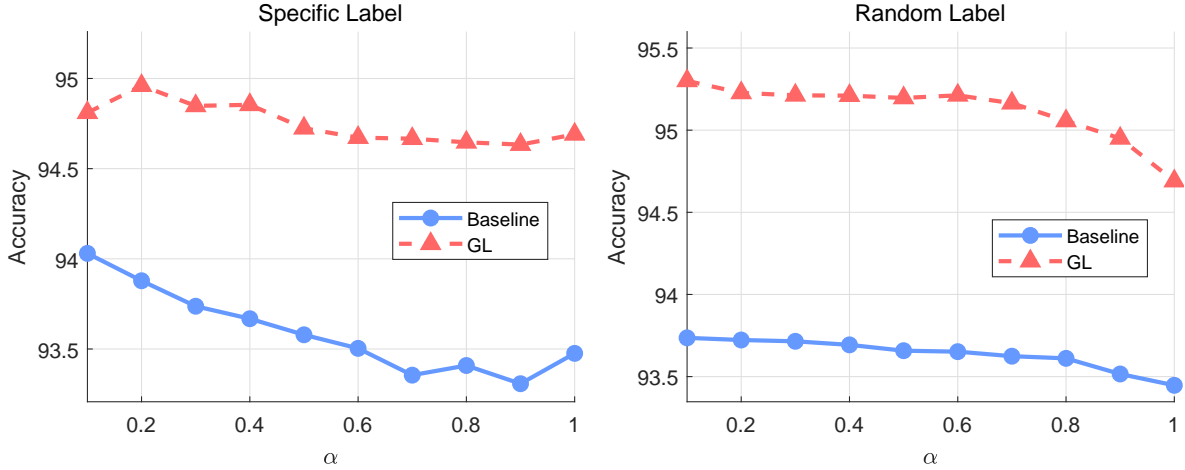 Specific Label
Accuracy
95
94.5
94
93.5
Baseline
GL
0.2
0.4
0.6
0.8
1
α
Random Label
Accuracy
95.5
95
94.5
94
93.5
Baseline
GL
0.2
0.4
0.6
0.8
1
α